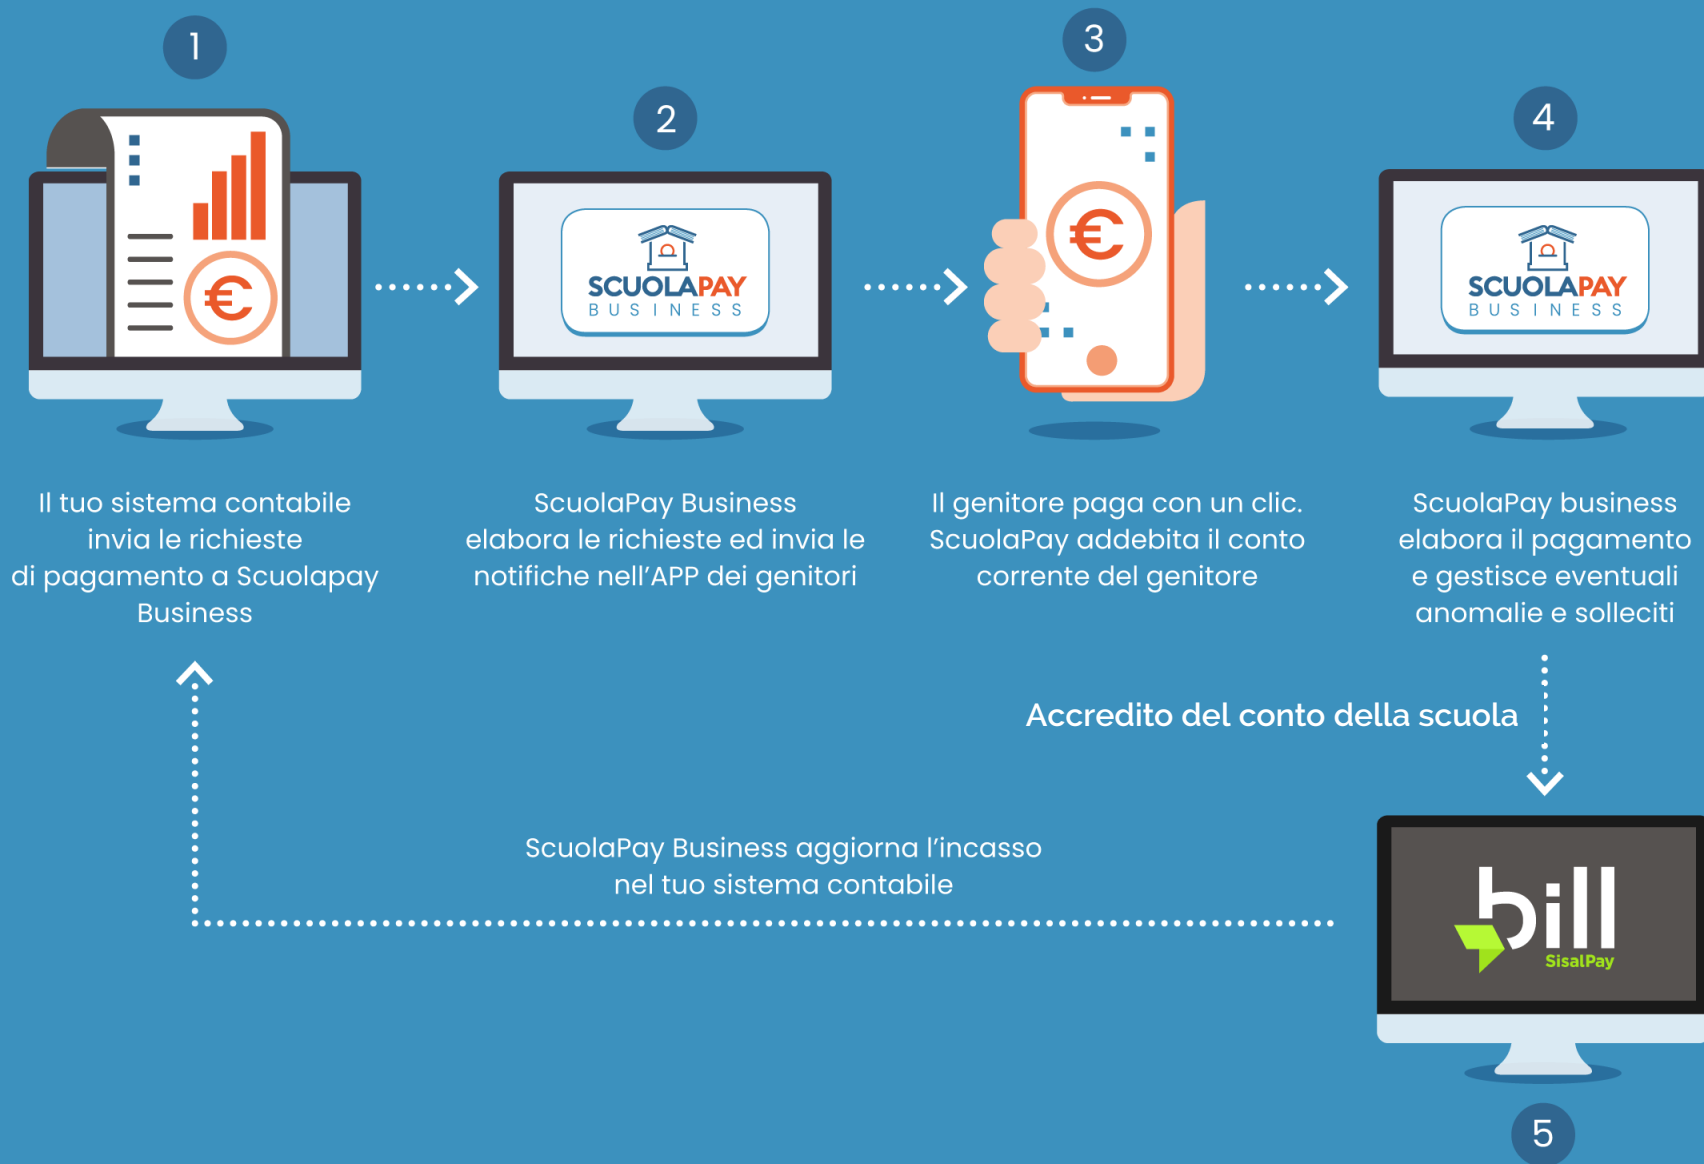 1
2
3
4
€
SCUOLAPAY
BUSINESS
€
SCUOLAPAY
BUSINESS
Il tuo sistema contabile
invia le richieste
di pagamento a Scuolapay
Business
ScuolaPay Business
elabora le richieste ed invia le
notifiche nell'APP dei genitori
Il genitore paga con un clic.
ScuolaPay addebita il conto
corrente del genitore
ScuolaPay business
elabora il pagamento
e gestisce eventuali
anomalie e solleciti
Accredito del conto della scuola
ScuolaPay Business aggiorna l'incasso
nel tuo sistema contabile
bill
SisalPay
5